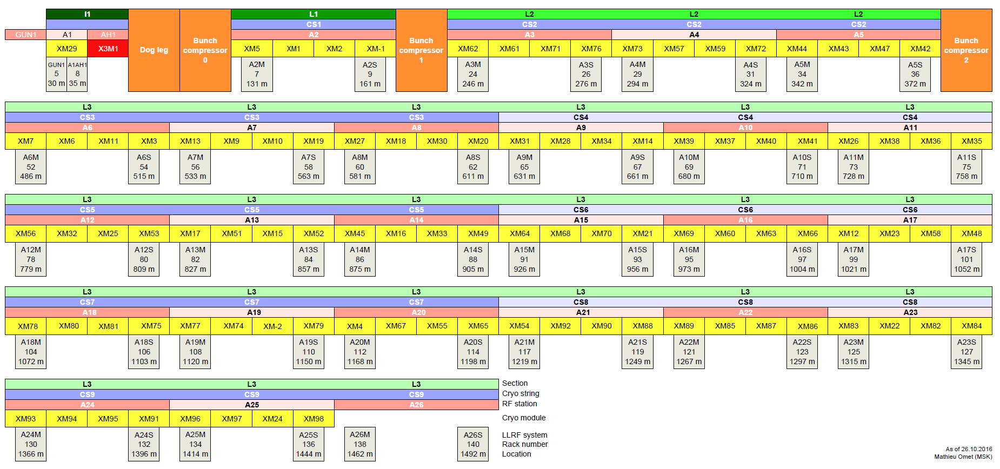 I1 L1 L2 L2 L2
CS1 CS2 CS2 CS2
GUN1 A1 AH1 A2 A3 A4 A5
XM29 X3M1 Dog leg Bunch compressor 0 XM5 XM1 XM2 XM-1 Bunch compressor 1 XM62 XM61 XM71 XM76 XM73 XM57 XM59 XM72 XM44 XM43 XM47 XM42 Bunch compressor 2
GUN1 A1AH1 A2M A2S A3M A3S A4M A4S A5M A5S
5 8 7 9 24 26 29 31 34 36
30 m 35 m 131 m 161 m 246 m 276 m 294 m 324 m 342 m 372 m
L3 L3 L3 L3 L3 L3
CS3 CS3 CS3 CS4 CS4 CS4
A6 A7 A8 A9 A10 A11
XM7 XM6 XM11 XM3 XM13 XM9 XM10 XM19 XM27 XM18 XM30 XM20 XM31 XM28 XM34 XM14 XM39 XM37 XM40 XM41 XM26 XM38 XM36 XM35
A6M A6S A7M A7S A8M A8S A9M A9S A10M A10S A11M A11S
52 54 56 58 60 62 65 67 69 71 73 75
486 m 515 m 533 m 563 m 581 m 611 m 631 m 661 m 680 m 710 m 728 m 758 m
L3 L3 L3 L3 L3 L3
CS5 CS5 CS5 CS6 CS6 CS6
A12 A13 A14 A15 A16 A17
XM56 XM32 XM25 XM53 XM17 XM51 XM15 XM52 XM45 XM16 XM33 XM49 XM64 XM68 XM70 XM21 XM69 XM60 XM63 XM66 XM12 XM23 XM58 XM48
A12M A12S A13M A13S A14M A14S A15M A15S A16M A16S A17M A17S
78 80 82 84 86 88 91 93 95 97 99 101
779 m 809 m 827 m 857 m 875 m 905 m 926 m 956 m 973 m 1004 m 1021 m 1052 m
L3 L3 L3 L3 L3 L3
CS7 CS7 CS7 CS8 CS8 CS8
A18 A19 A20 A21 A22 A23
XM78 XM80 XM81 XM75 XM77 XM74 XM-2 XM79 XM4 XM67 XM55 XM65 XM54 XM92 XM90 XM88 XM89 XM85 XM87 XM86 XM83 XM22 XM82 XM84
A18M A18S A19M A19S A20M A20S A21M A21S A22M A22S A23M A23S
104 106 108 110 112 114 117 119 121 123 125 127
1072 m 1103 m 1120 m 1150 m 1168 m 1198 m 1219 m 1249 m 1267 m 1297 m 1315 m 1345 m
L3 L3 L3 Section
CS9 CS9 CS9 Cryo string
A24 A25 A26 RF station
XM93 XM94 XM95 XM91 XM96 XM97 XM24 XM98 Cryo module
A24M A24S A25M A25S A26M A26S LLRF system
130 132 134 136 138 140 Rack number
1366 m 1396 m 1414 m 1444 m 1462 m 1492 m Location
As of 26.10.2016
Mathieu Omet (MSK)